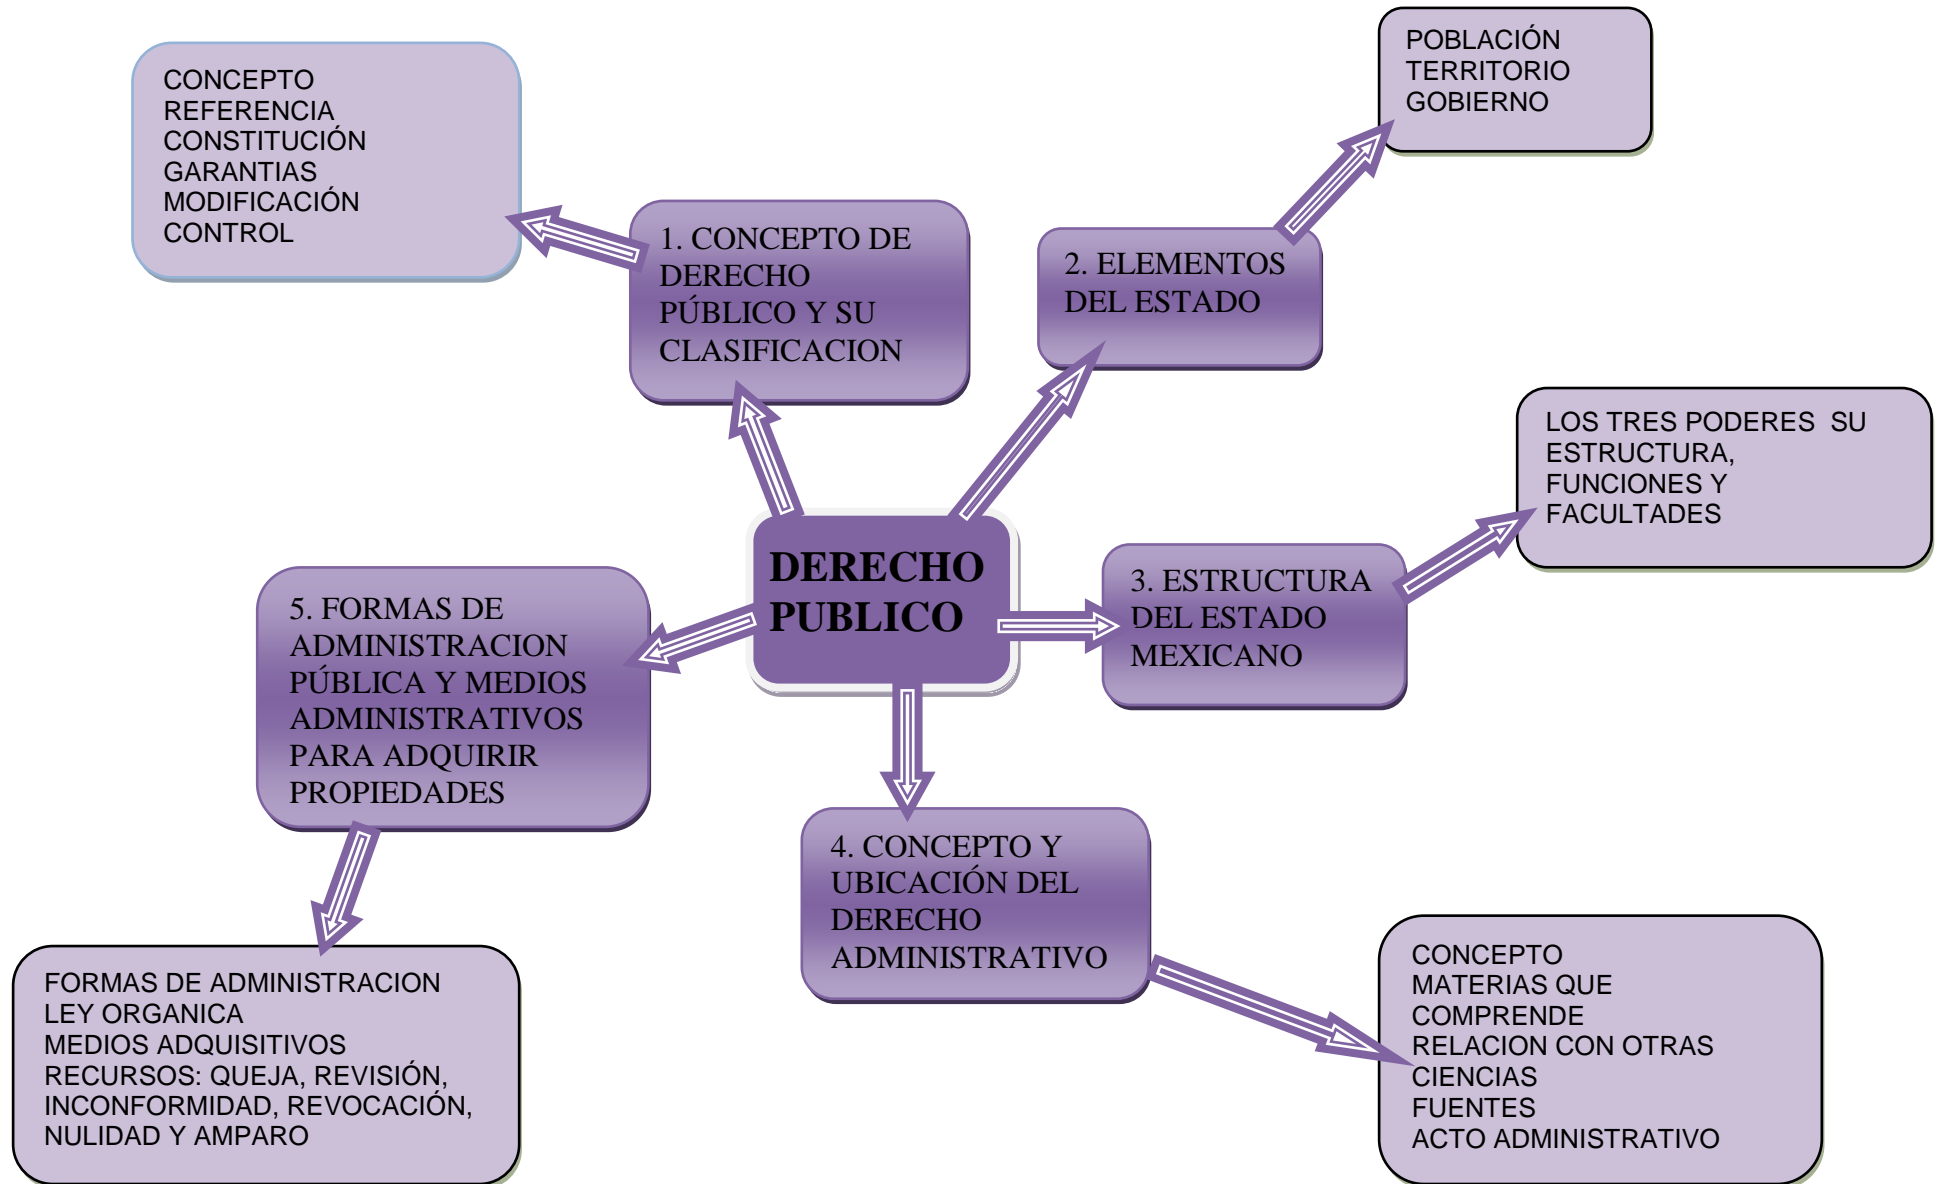 DERECHO
PUBLICO
1. CONCEPTO DE
DERECHO
PÚBLICO Y SU
CLASIFICACION
CONCEPTO
REFERENCIA
CONSTITUCIÓN
GARANTIAS
MODIFICACIÓN
CONTROL
2. ELEMENTOS
DEL ESTADO
POBLACIÓN
TERRITORIO
GOBIERNO
3. ESTRUCTURA
DEL ESTADO
MEXICANO
LOS TRES PODERES  SU
ESTRUCTURA,
FUNCIONES Y
FACULTADES
4. CONCEPTO Y
UBICACIÓN DEL
DERECHO
ADMINISTRATIVO
CONCEPTO
MATERIAS QUE
COMPRENDE
RELACION CON OTRAS
CIENCIAS
FUENTES
ACTO ADMINISTRATIVO
5. FORMAS DE
ADMINISTRACION
PÚBLICA Y MEDIOS
ADMINISTRATIVOS
PARA ADQUIRIR
PROPIEDADES
FORMAS DE ADMINISTRACION
LEY ORGANICA
MEDIOS ADQUISITIVOS
RECURSOS: QUEJA, REVISIÓN,
INCONFORMIDAD, REVOCACIÓN,
NULIDAD Y AMPARO